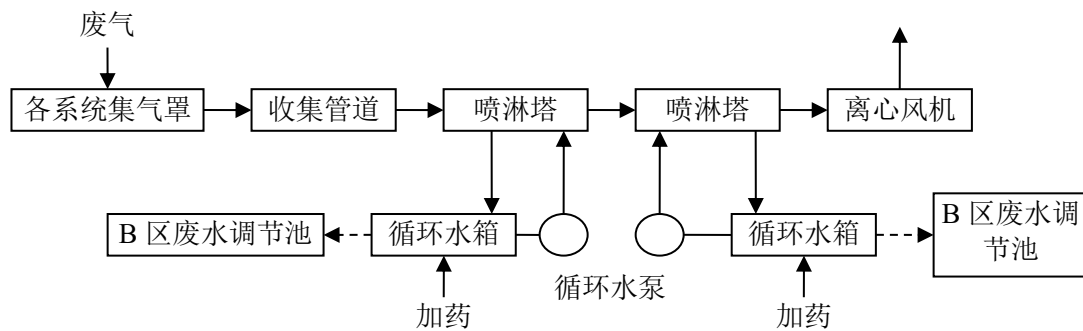 废气
各系统集气罩
收集管道
喷淋塔
喷淋塔
离心风机
B 区废水调节池
循环水箱
循环水泵
循环水箱
B 区废水调
节池
加药
加药